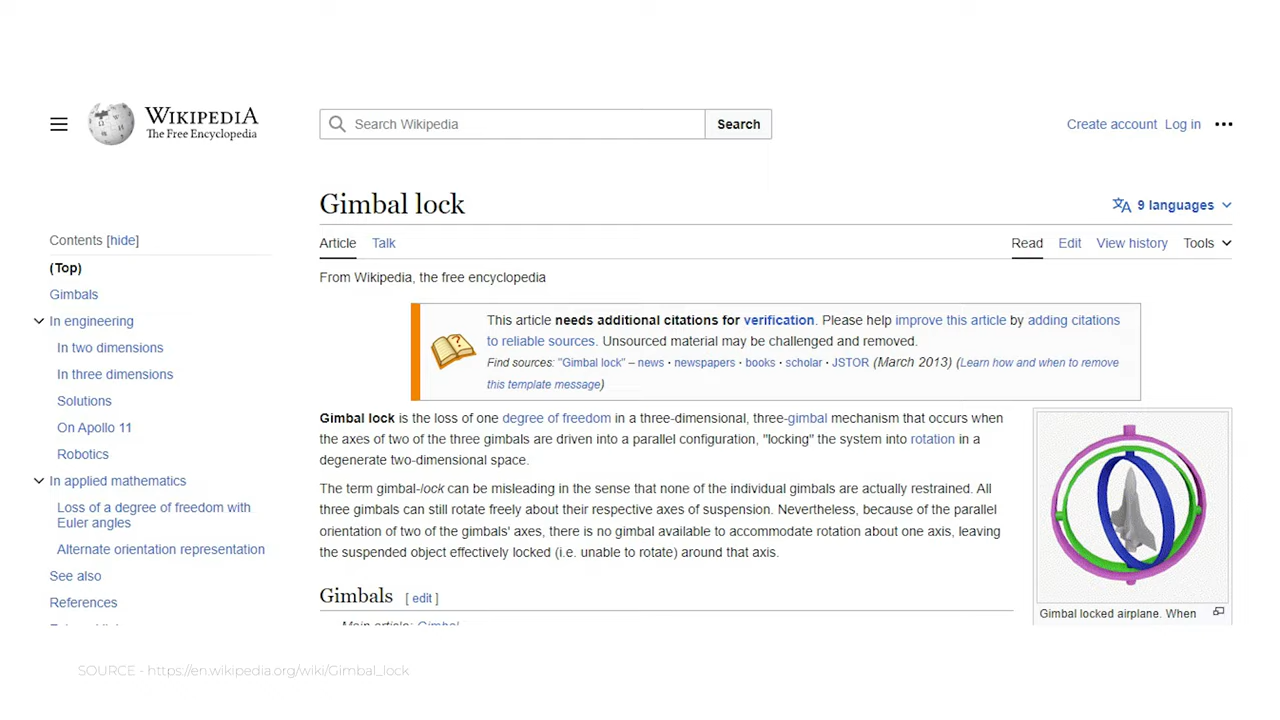 WIKIPEDIA
The Free Encyclopedia
Search Wikipedia
Search
Create account Log in
Gimbal lock
9 languages
Contents [hide]
(Top)
Gimbals
In engineering
In two dimensions
In three dimensions
Solutions
On Apollo 11
Robotics
In applied mathematics
Loss of a degree of freedom with
Euler angles
Alternate orientation representation
See also
References
Article Talk
Read Edit View history Tools
From Wikipedia, the free encyclopedia
This article needs additional citations for verification. Please help improve this article by adding citations
to reliable sources. Unsourced material may be challenged and removed.
Find sources: "Gimbal lock" – news · newspapers · books · scholar · JSTOR (March 2013) (Learn how and when to remove
this template message)
Gimbal lock is the loss of one degree of freedom in a three-dimensional, three-gimbal mechanism that occurs when
the axes of two of the three gimbals are driven into a parallel configuration, "locking" the system into rotation in a
degenerate two-dimensional space.
The term gimbal-lock can be misleading in the sense that none of the individual gimbals are actually restrained. All
three gimbals can still rotate freely about their respective axes of suspension. Nevertheless, because of the parallel
orientation of two of the gimbals' axes, there is no gimbal available to accommodate rotation about one axis, leaving
the suspended object effectively locked (i.e. unable to rotate) around that axis.
Gimbals [ edit ]
Main article: Gimbal
Gimbal locked airplane. When
SOURCE - https://en.wikipedia.org/wiki/Gimbal_lock